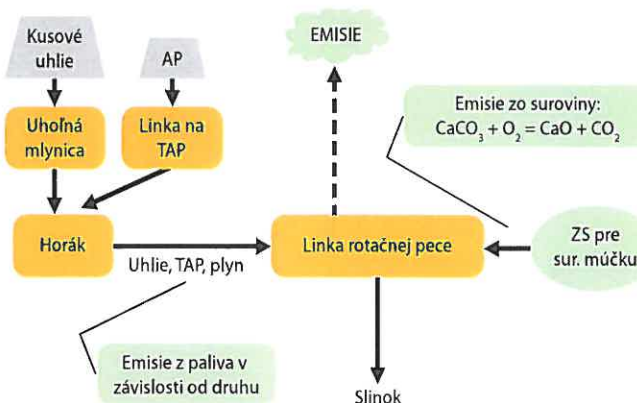 Kusové
uhlie
AP
EMISIE
Uhoľná
mlynica
Linka na
TAP
Emisie zo suroviny:
CaCO₃ + O₂ = CaO + CO₂
Horák
Uhlie, TAP, plyn
Linka rotačnej pece
ZS pre
sur. múčku
Emisie z paliva v
závislosti od druhu
Slinok